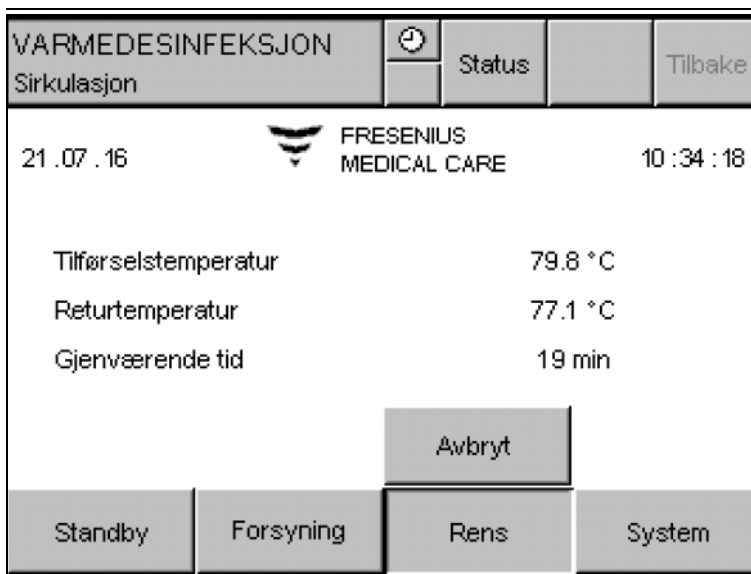 VARMEDESINFEKSJON
Sirkulasjon
Status
Tilbake
21 .07 .16
FRESENIUS
MEDICAL CARE
10 :34 :18
Tilførselstemperatur 79.8 °C
Returtemperatur 77.1 °C
Gjenværende tid 19 min
Avbryt
Standby
Forsyning
Rens
System